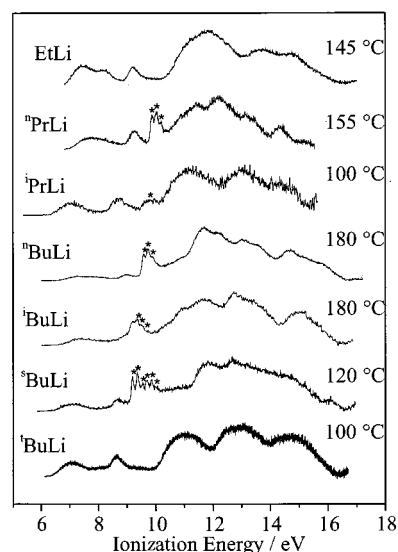 EtLi 145 °C
ⁿPrLi 155 °C
ⁱPrLi 100 °C
ⁿBuLi 180 °C
ⁱBuLi 180 °C
ˢBuLi 120 °C
ᵗBuLi 100 °C
6 8 10 12 14 16 18
Ionization Energy / eV